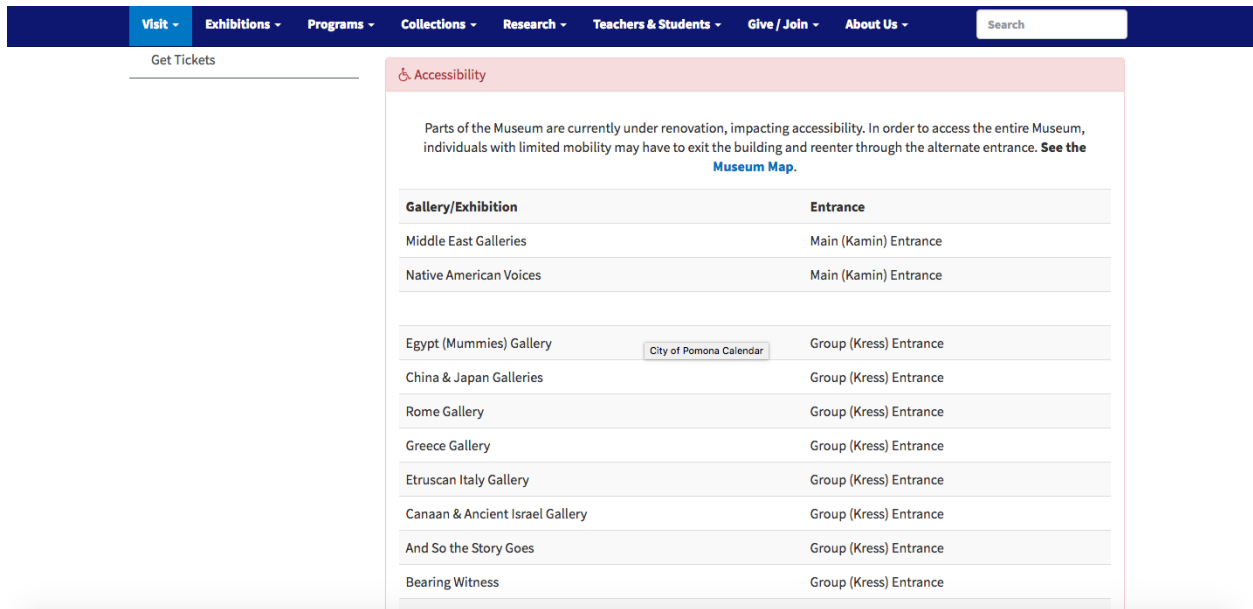 Visit Exhibitions Programs Collections Research Teachers & Students Give / Join About Us Search
Get Tickets
Accessibility
Parts of the Museum are currently under renovation, impacting accessibility. In order to access the entire Museum,
individuals with limited mobility may have to exit the building and reenter through the alternate entrance. See the
Museum Map.
Gallery/Exhibition Entrance
Middle East Galleries Main (Kamin) Entrance
Native American Voices Main (Kamin) Entrance
Egypt (Mummies) Gallery Group (Kress) Entrance
City of Pomona Calendar
China & Japan Galleries Group (Kress) Entrance
Rome Gallery Group (Kress) Entrance
Greece Gallery Group (Kress) Entrance
Etruscan Italy Gallery Group (Kress) Entrance
Canaan & Ancient Israel Gallery Group (Kress) Entrance
And So the Story Goes Group (Kress) Entrance
Bearing Witness Group (Kress) Entrance